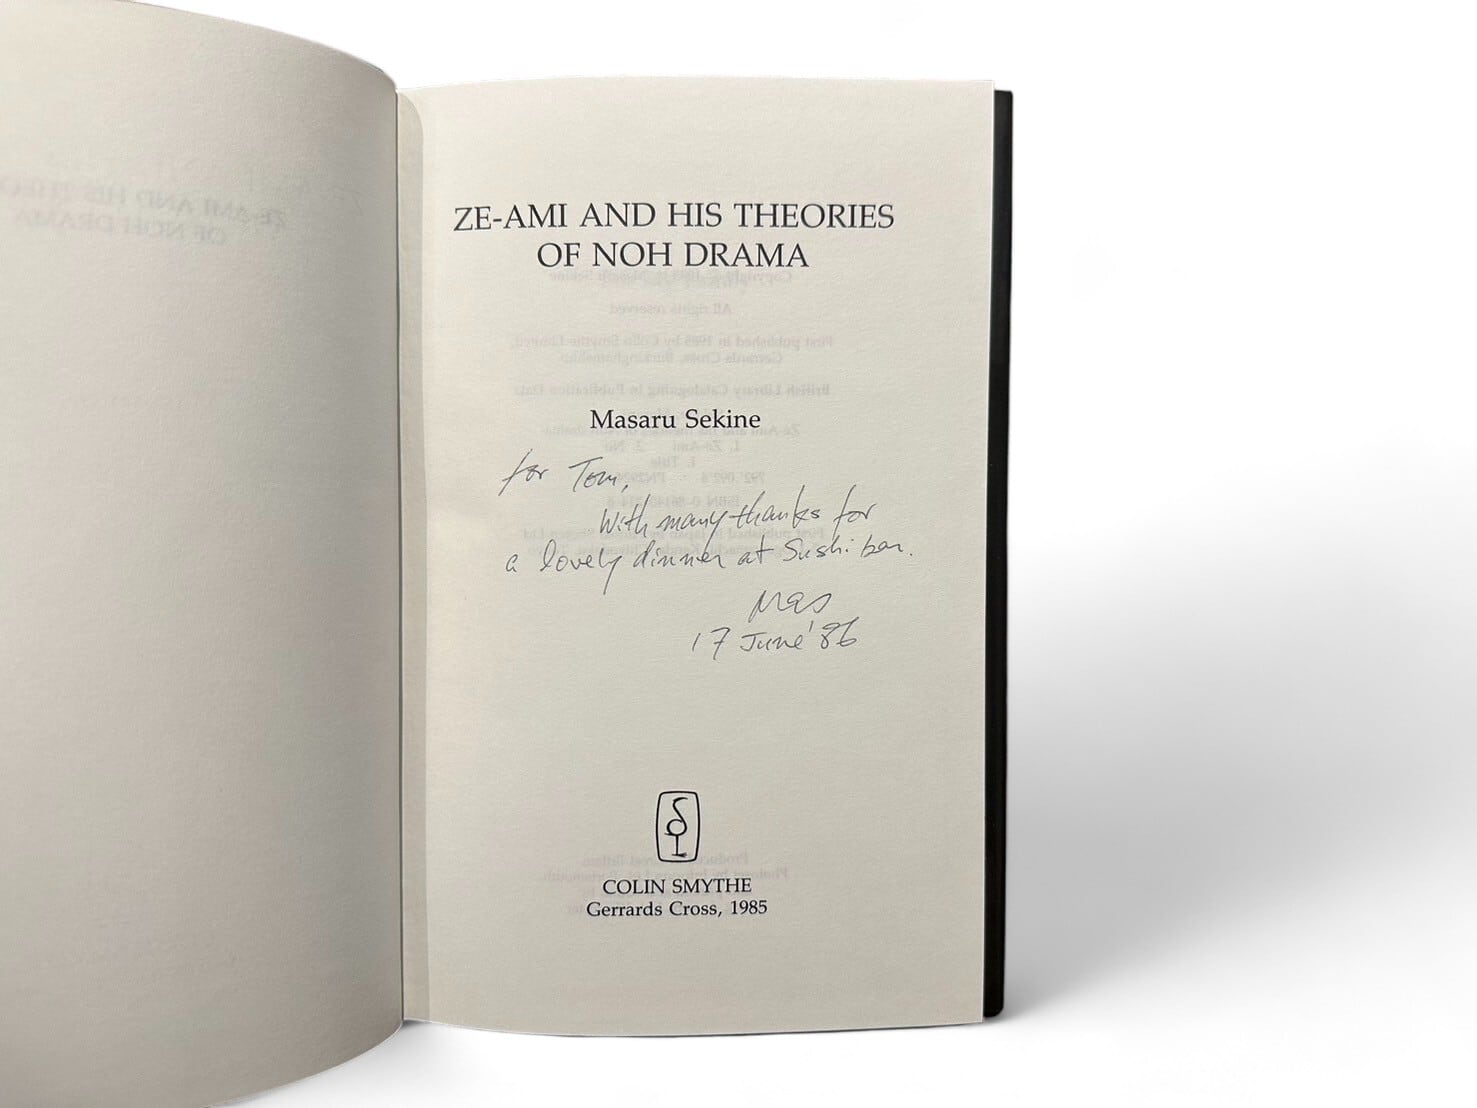 ZE-AMI AND HIS THEORIES
OF NOH DRAMA
Masaru Sekine
for Tom,
With many thanks for
a lovely dinner at Sushi bar.
Mas
17 June '86
COLIN SMYTHE
Gerrards Cross, 1985